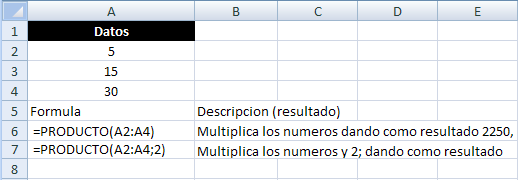 A B C D E
1 Datos
2 5
3 15
4 30
5 Formula Descripcion (resultado)
6 =PRODUCTO(A2:A4) Multiplica los numeros dando como resultado 2250,
7 =PRODUCTO(A2:A4;2) Multiplica los numeros y 2; dando como resultado
8